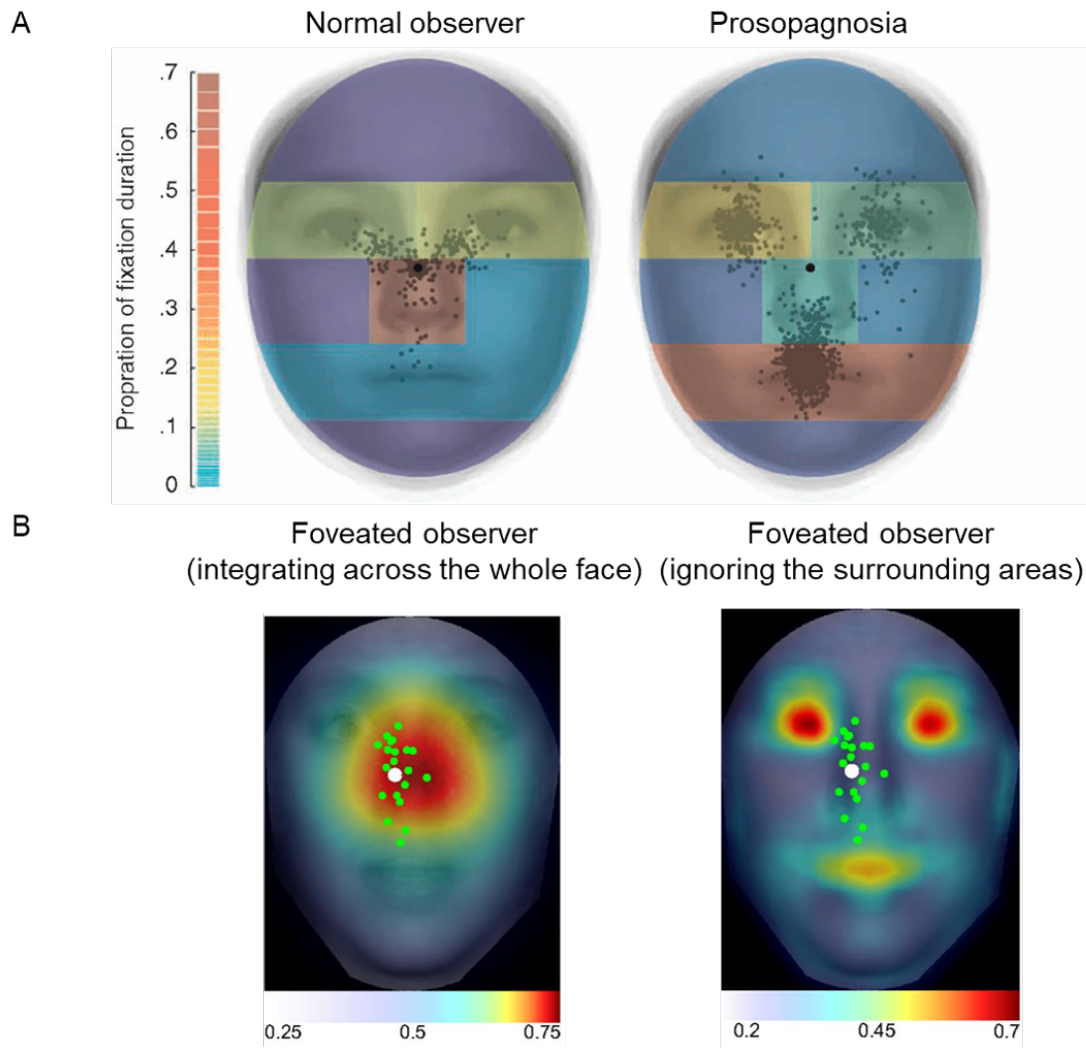 A
Normal observer
Prosopagnosia
Propration of fixation duration
.7
.6
.5
.4
.3
.2
.1
0
B
Foveated observer
(integrating across the whole face)
Foveated observer
(ignoring the surrounding areas)
0.25
0.5
0.75
0.2
0.45
0.7